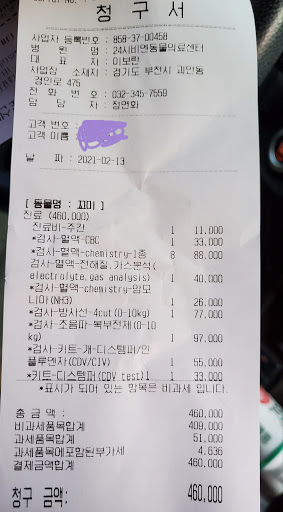 청 구 서
사업자 등록번호 : 858-37-00458
병 원 명 : 24시비엔동물의료센터
대 표 자 : 이보란
사업장 소재지 : 경기도 부천시 괴안동
경인로 475
전 화 번 호 : 032-345-7559
담 당 자 : 장연화
고객 번호 :
고객 이름
날 짜 : 2021-02-13
[ 동물명 : 꼬미 ]
진료 (460,000)
진료비-주간 1 11,000
*검사-혈액-CBC 1 33,000
*검사-혈액-chemistry-1종 8 88,000
검사-혈액-전해질,가스분석(
electrolyte,gas analysis) 1 40,000
*검사-혈액-chemistry-암모
니아(NH3) 1 26,000
*검사-방사선-4cut(0-10kg) 1 77,000
*검사-초음파-복부전체(0-10
kg) 1 97,000
*검사-키트-개-디스템퍼/인
플루엔자(CDV/CIV) 1 55,000
*키트-디스템퍼(CDV test)1 1 33,000
*표시가 되어 있는 항목은 비과세 입니다.
총 금 액 : 460,000
비과세품목합계 409,000
과세품목합계 51,000
과세품목에포함된부가세 4,636
결제금액합계 460,000
청구 금액: 460,000